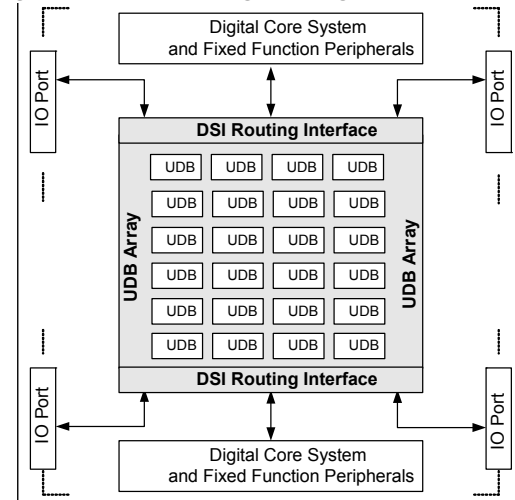 Digital Core System
and Fixed Function Peripherals
IO Port
IO Port
DSI Routing Interface
UDB Array
UDB UDB UDB UDB
UDB UDB UDB UDB
UDB UDB UDB UDB
UDB UDB UDB UDB
UDB UDB UDB UDB
UDB UDB UDB UDB
UDB Array
DSI Routing Interface
IO Port
IO Port
Digital Core System
and Fixed Function Peripherals